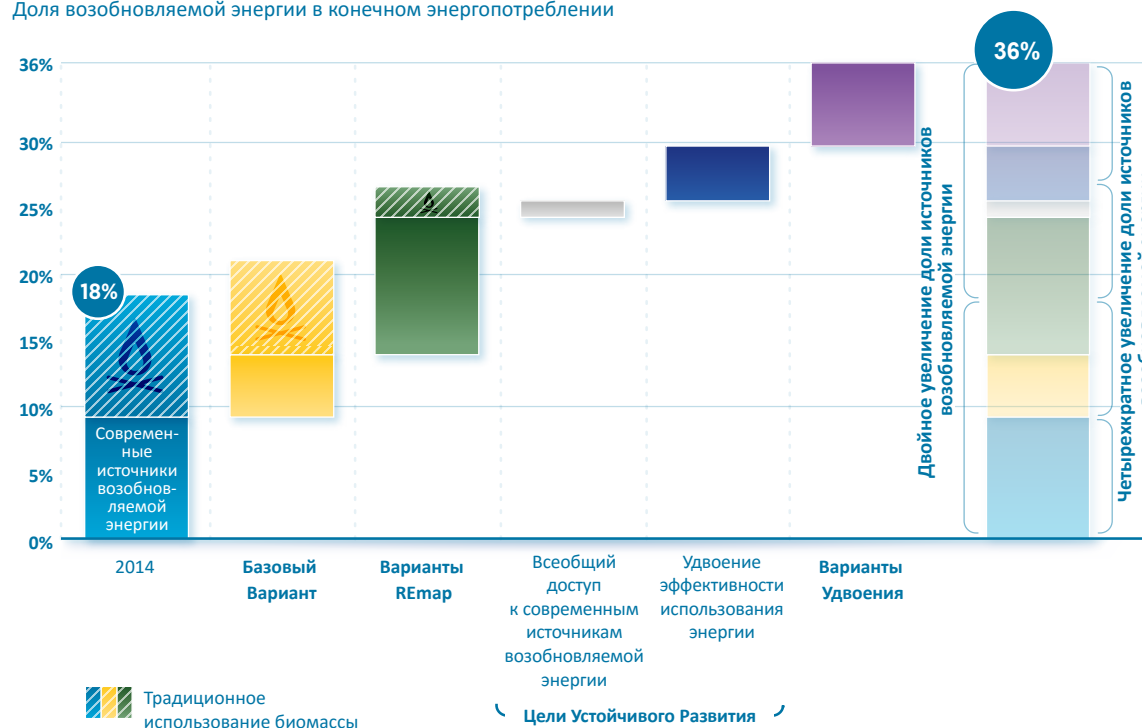 Доля возобновляемой энергии в конечном энергопотреблении
36%
30%
25%
20%
15%
10%
5%
0%
18%
Современ-
ные
источники
возобнов-
ляемой
энергии
36%
Двойное увеличение доли источников
возобновляемой энергии
Четырехкратное увеличение доли источников
2014
Базовый
Вариант
Варианты
REmap
Всеобщий
доступ
к современным
источникам
возобновляемой
энергии
Удвоение
эффективности
использования
энергии
Варианты
Удвоения
Цели Устойчивого Развития
Традиционное
использование биомассы